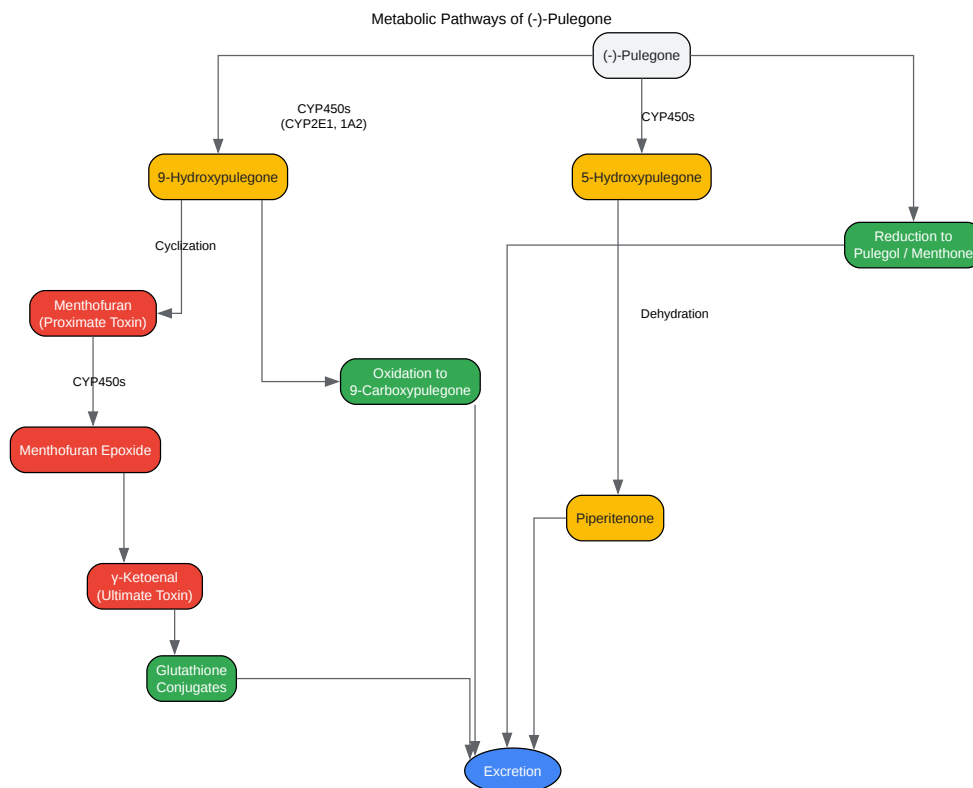 Metabolic Pathways of (-)-Pulegone
(-)-Pulegone
CYP450s
(CYP2E1, 1A2)
CYP450s
9-Hydroxypulegone
5-Hydroxypulegone
Cyclization
Reduction to
Pulegol / Menthone
Menthofuran
(Proximate Toxin)
Dehydration
CYP450s
Oxidation to
9-Carboxypulegone
Menthofuran Epoxide
Piperitenone
γ-Ketoenal
(Ultimate Toxin)
Glutathione
Conjugates
Excretion